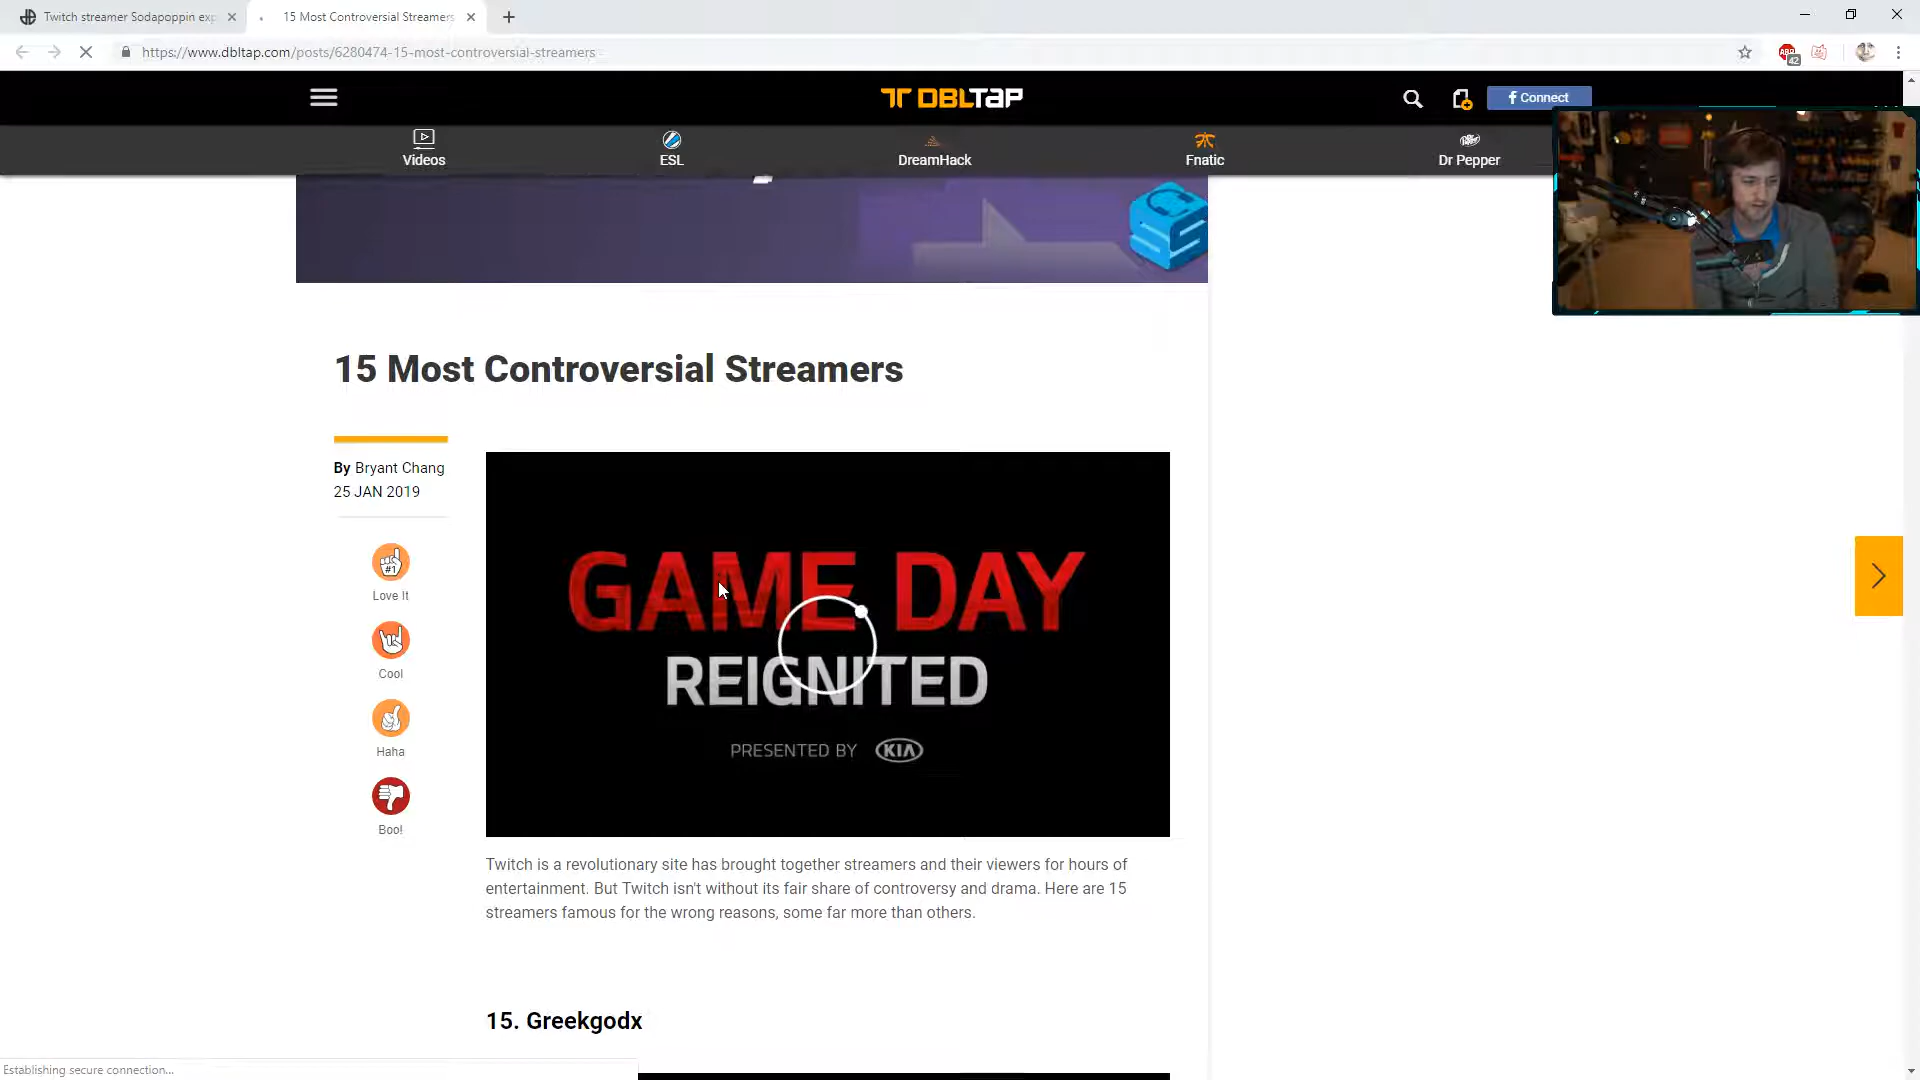 Twitch streamer Sodapoppin exp
15 Most Controversial Streamers
https://www.dbltap.com/posts/6280474-15-most-controversial-streamers
ABP
42
DBLTAP
Connect
Videos
ESL
DreamHack
Fnatic
Dr Pepper
15 Most Controversial Streamers
By Bryant Chang
25 JAN 2019
#1
Love It
Cool
Haha
Boo!
GAME DAY
REIGNITED
PRESENTED BY KIA
Twitch is a revolutionary site has brought together streamers and their viewers for hours of
entertainment. But Twitch isn't without its fair share of controversy and drama. Here are 15
streamers famous for the wrong reasons, some far more than others.
15. Greekgodx
Establishing secure connection...